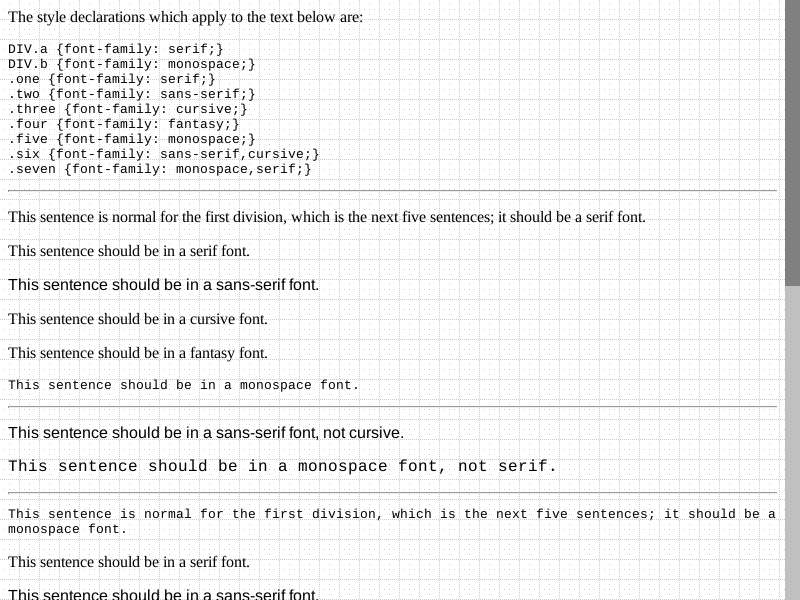 The style declarations which apply to the text below are:
DIV.a {font-family: serif;}
DIV.b {font-family: monospace;}
.one {font-family: serif;}
.two {font-family: sans-serif;}
.three {font-family: cursive;}
.four {font-family: fantasy;}
.five {font-family: monospace;}
.six {font-family: sans-serif,cursive;}
.seven {font-family: monospace,serif;}
This sentence is normal for the first division, which is the next five sentences; it should be a serif font.
This sentence should be in a serif font.
This sentence should be in a sans-serif font.
This sentence should be in a cursive font.
This sentence should be in a fantasy font.
This sentence should be in a monospace font.
This sentence should be in a sans-serif font, not cursive.
This sentence should be in a monospace font, not serif.
This sentence is normal for the first division, which is the next five sentences; it should be a
monospace font.
This sentence should be in a serif font.
This sentence should be in a sans-serif font.